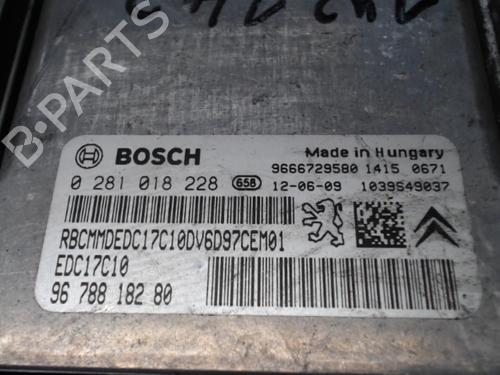 B-PARTS
BOSCH
Made in Hungary
9666729580 1415 0671
0 281 018 228 658 12-06-09 1039S49037
RBCMMDEDC17C10DV6D97CEM01
EDC17C10
96 788 182 80